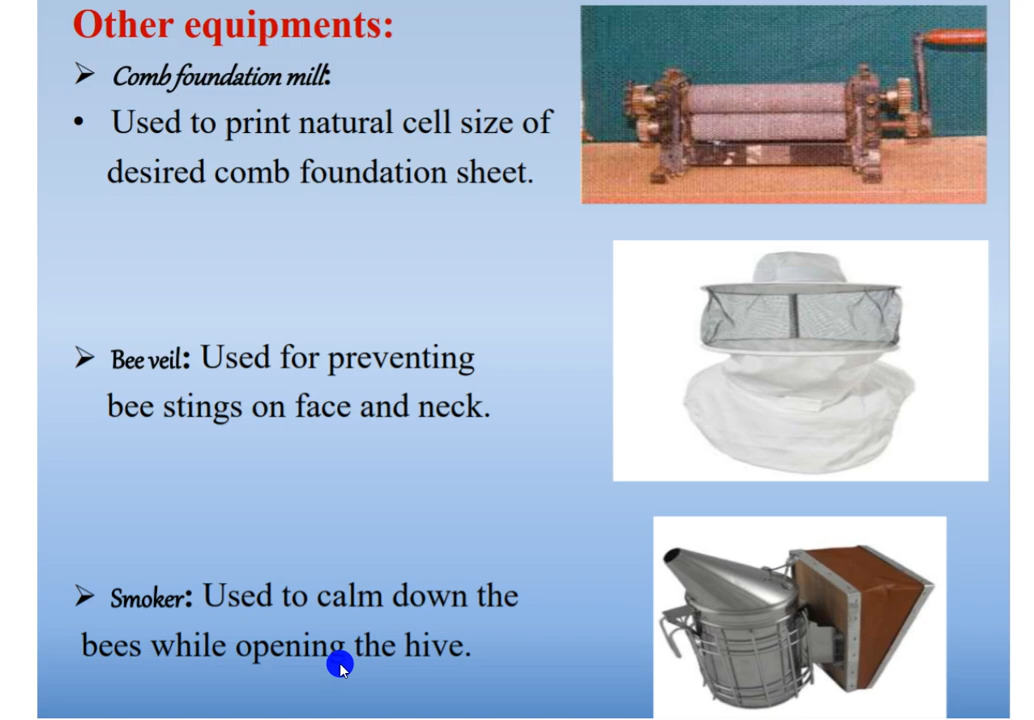 Other equipments:
➢ Comb foundation mill:
• Used to print natural cell size of
desired comb foundation sheet.
➢ Bee veil: Used for preventing
bee stings on face and neck.
➢ Smoker: Used to calm down the
bees while opening the hive.